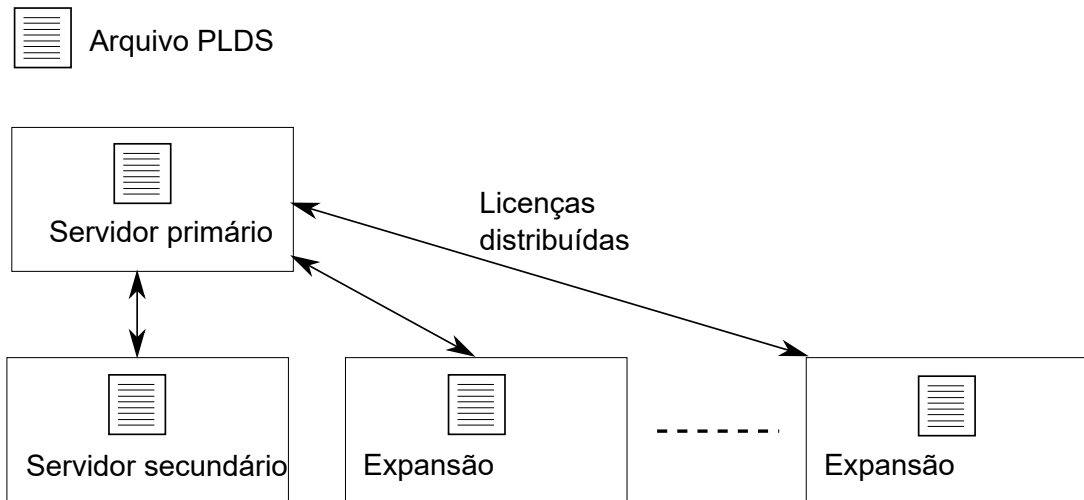 Arquivo PLDS
Servidor primário
Licenças
distribuídas
Servidor secundário
Expansão
Expansão